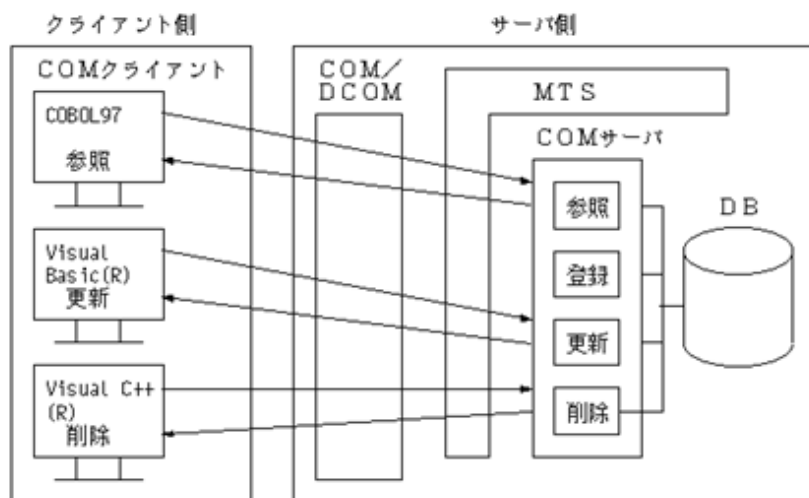 クライアント側
サーバ側
COMクライアント
COM／
DCOM
MTS
COMサーバ
COBOL97
参照
Visual
Basic(R)
更新
Visual C++
(R)
削除
参照
登録
更新
削除
DB